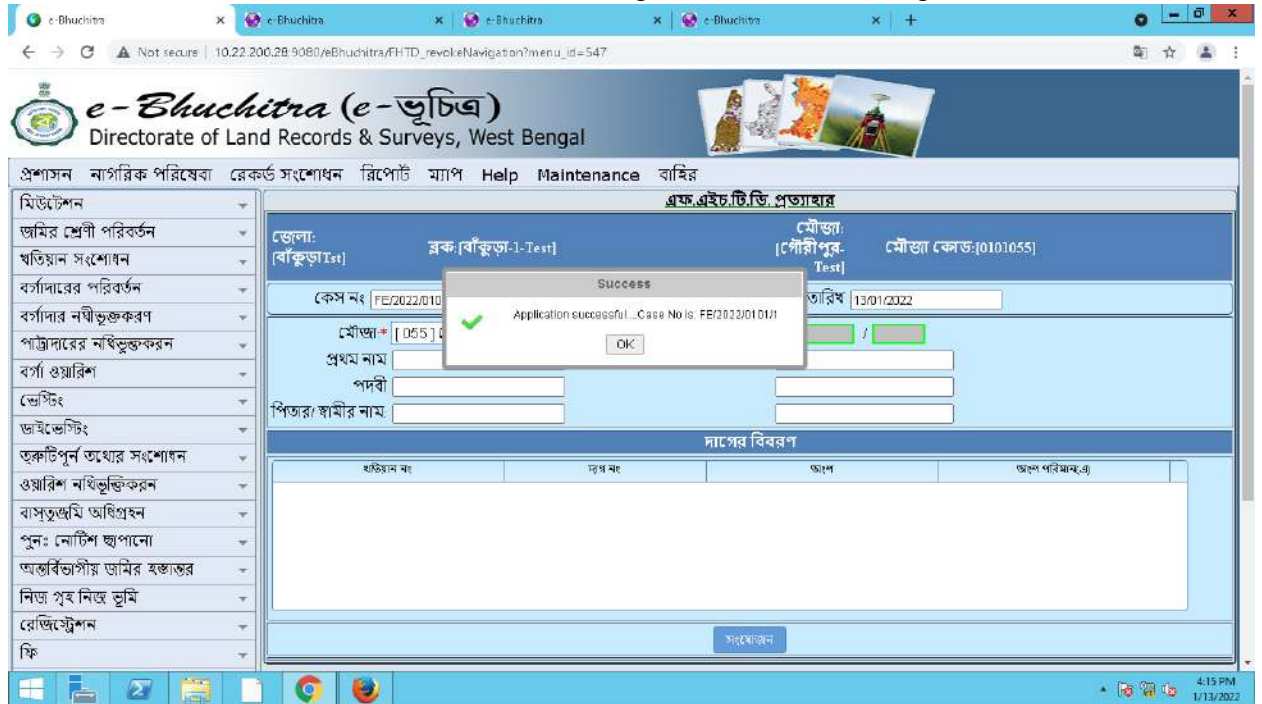 e-Bhuchitra
e-Bhuchitra
e-Bhuchitra
e-Bhuchitra
Not secure | 10.22.200.28:9080/eBhuchitra/FHTD_revokeNavigation?menu_id=547
e-Bhuchitra (e-ভূচিত্র)
Directorate of Land Records & Surveys, West Bengal
প্রশাসন নাগরিক পরিষেবা রেকর্ড সংশোধন রিপোর্ট ম্যাপ Help Maintenance বাহির
মিউটেশন
জমির শ্রেণী পরিবর্তন
খতিয়ান সংশোধন
বর্গাদারের পরিবর্তন
বর্গাদার নথীভূক্তকরণ
পাট্টাদারের নথিভুক্তকরন
বর্গা ওয়ারিশ
ভেস্টিং
ডাইভেস্টিং
ত্রুটিপূর্ন তথ্যের সংশোধন
ওয়ারিশ নথিভূক্তিকরন
বাস্তুজমি অধিগ্রহন
পুনঃ নোটিশ ছাপানো
অন্তর্বিভাগীয় জমির হস্তান্তর
নিজ গৃহ নিজ ভূমি
রেজিস্ট্রেশন
ফি
এফ.এইচ.টি.ডি. প্রত্যাহার
জেলা: [বাঁকুড়াTst]
ব্লক:[বাঁকুড়া-1-Test]
মৌজা: [গৌরীপুর-Test]
মৌজা কোড:[0101055]
কেস নং FE/2022/010
তারিখ 13/01/2022
মৌজা* [ 055 ]
/
প্রথম নাম
পদবী
পিতার/স্বামীর নাম
Success
Application successful....Case No is: FE/2022/0101/1
OK
দাগের বিবরণ
খতিয়ান নং দাগ নং অংশ অংশ পরিমান(এ)
সংযোজন
4:15 PM
1/13/2022